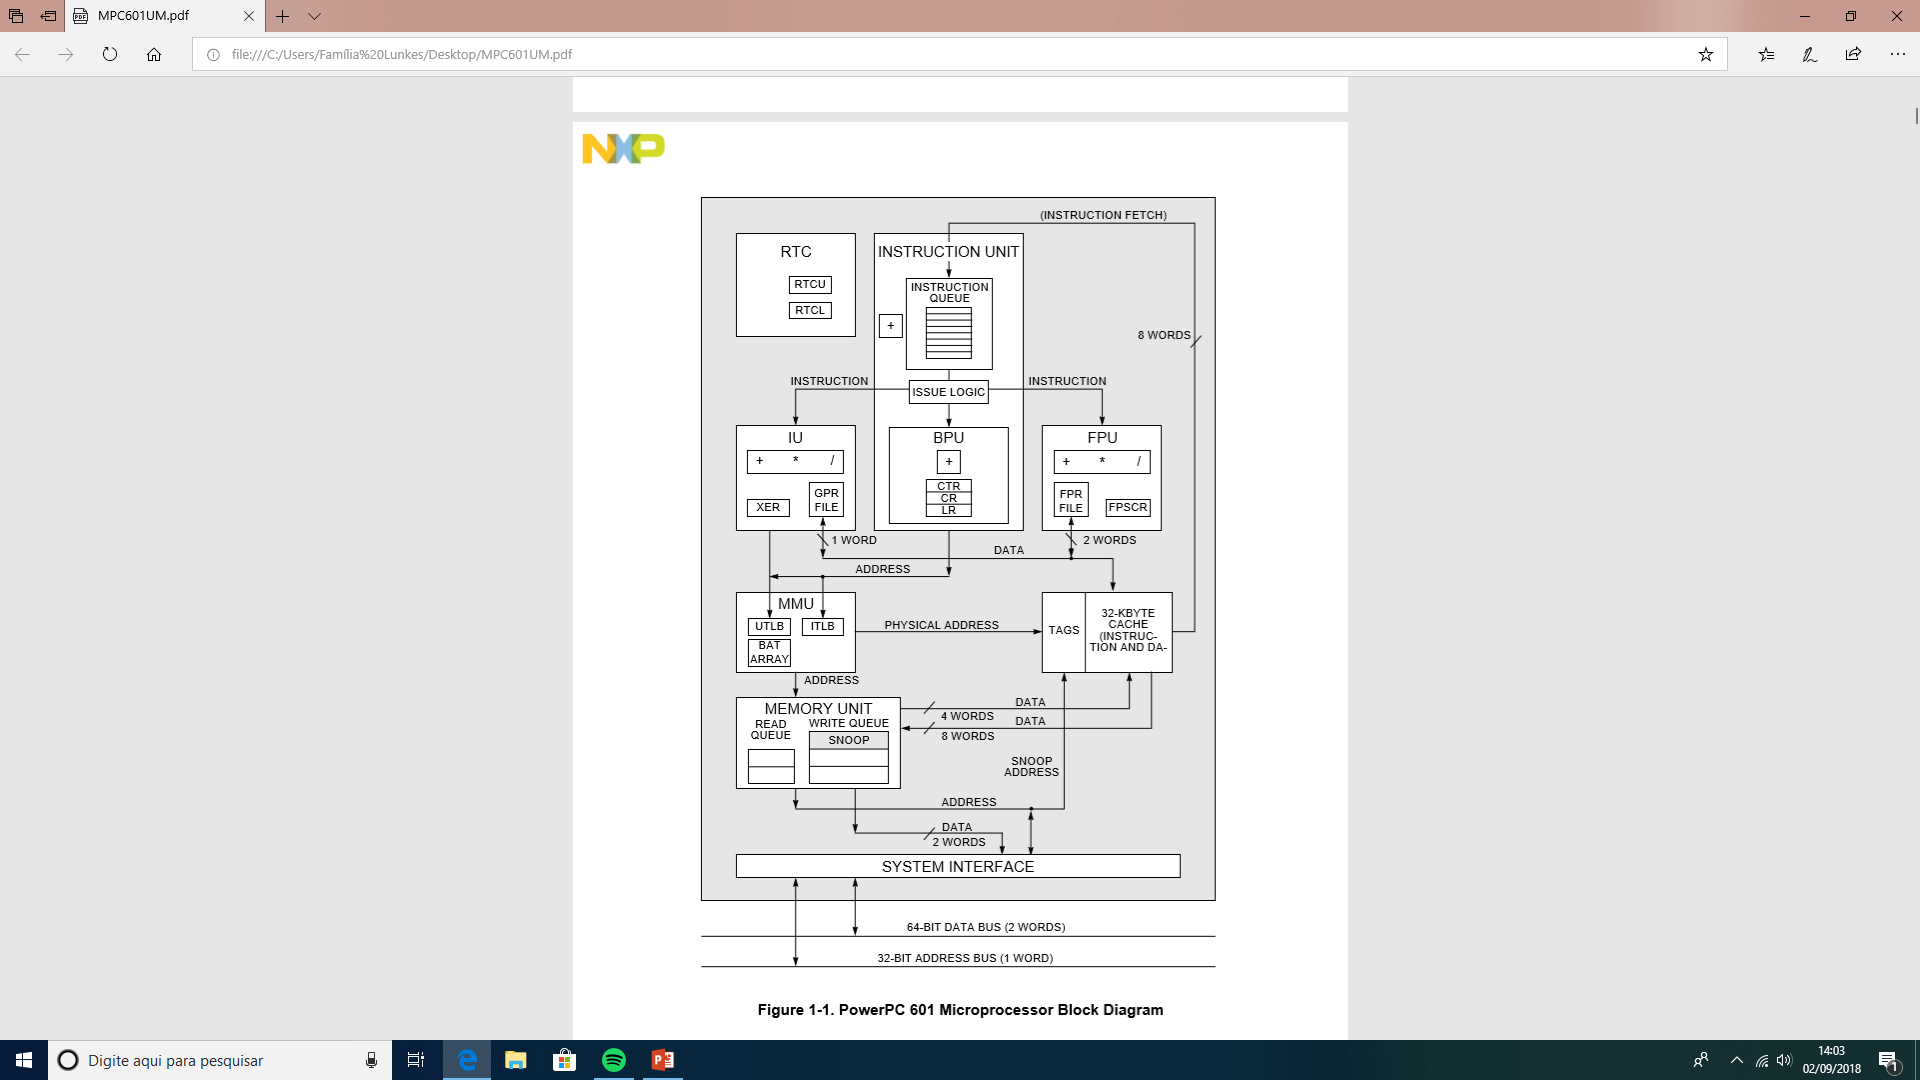 MPC601UM.pdf
file:///C:/Users/Família%20Lunkes/Desktop/MPC601UM.pdf
NXP
(INSTRUCTION FETCH)
RTC
RTCU
RTCL
INSTRUCTION UNIT
INSTRUCTION
QUEUE
+
8 WORDS
INSTRUCTION
ISSUE LOGIC
INSTRUCTION
IU
+ * /
XER
GPR
FILE
BPU
+
CTR
CR
LR
FPU
+ * /
FPR
FILE
FPSCR
1 WORD
2 WORDS
DATA
ADDRESS
MMU
UTLB
ITLB
BAT
ARRAY
PHYSICAL ADDRESS
TAGS
32-KBYTE
CACHE
(INSTRUC-
TION AND DA-
ADDRESS
MEMORY UNIT
READ
QUEUE
WRITE QUEUE
SNOOP
DATA
4 WORDS
DATA
8 WORDS
SNOOP
ADDRESS
ADDRESS
DATA
2 WORDS
SYSTEM INTERFACE
64-BIT DATA BUS (2 WORDS)
32-BIT ADDRESS BUS (1 WORD)
Figure 1-1. PowerPC 601 Microprocessor Block Diagram
Digite aqui para pesquisar
14:03
02/09/2018
1